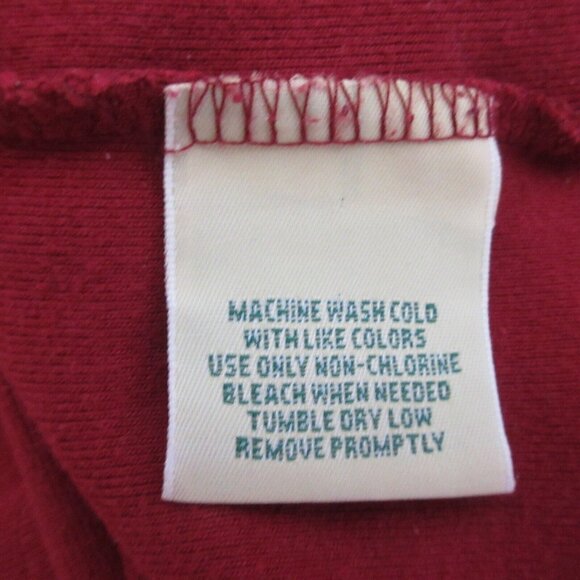 MACHINE WASH COLD
WITH LIKE COLORS
USE ONLY NON-CHLORINE
BLEACH WHEN NEEDED
TUMBLE DRY LOW
REMOVE PROMPTLY